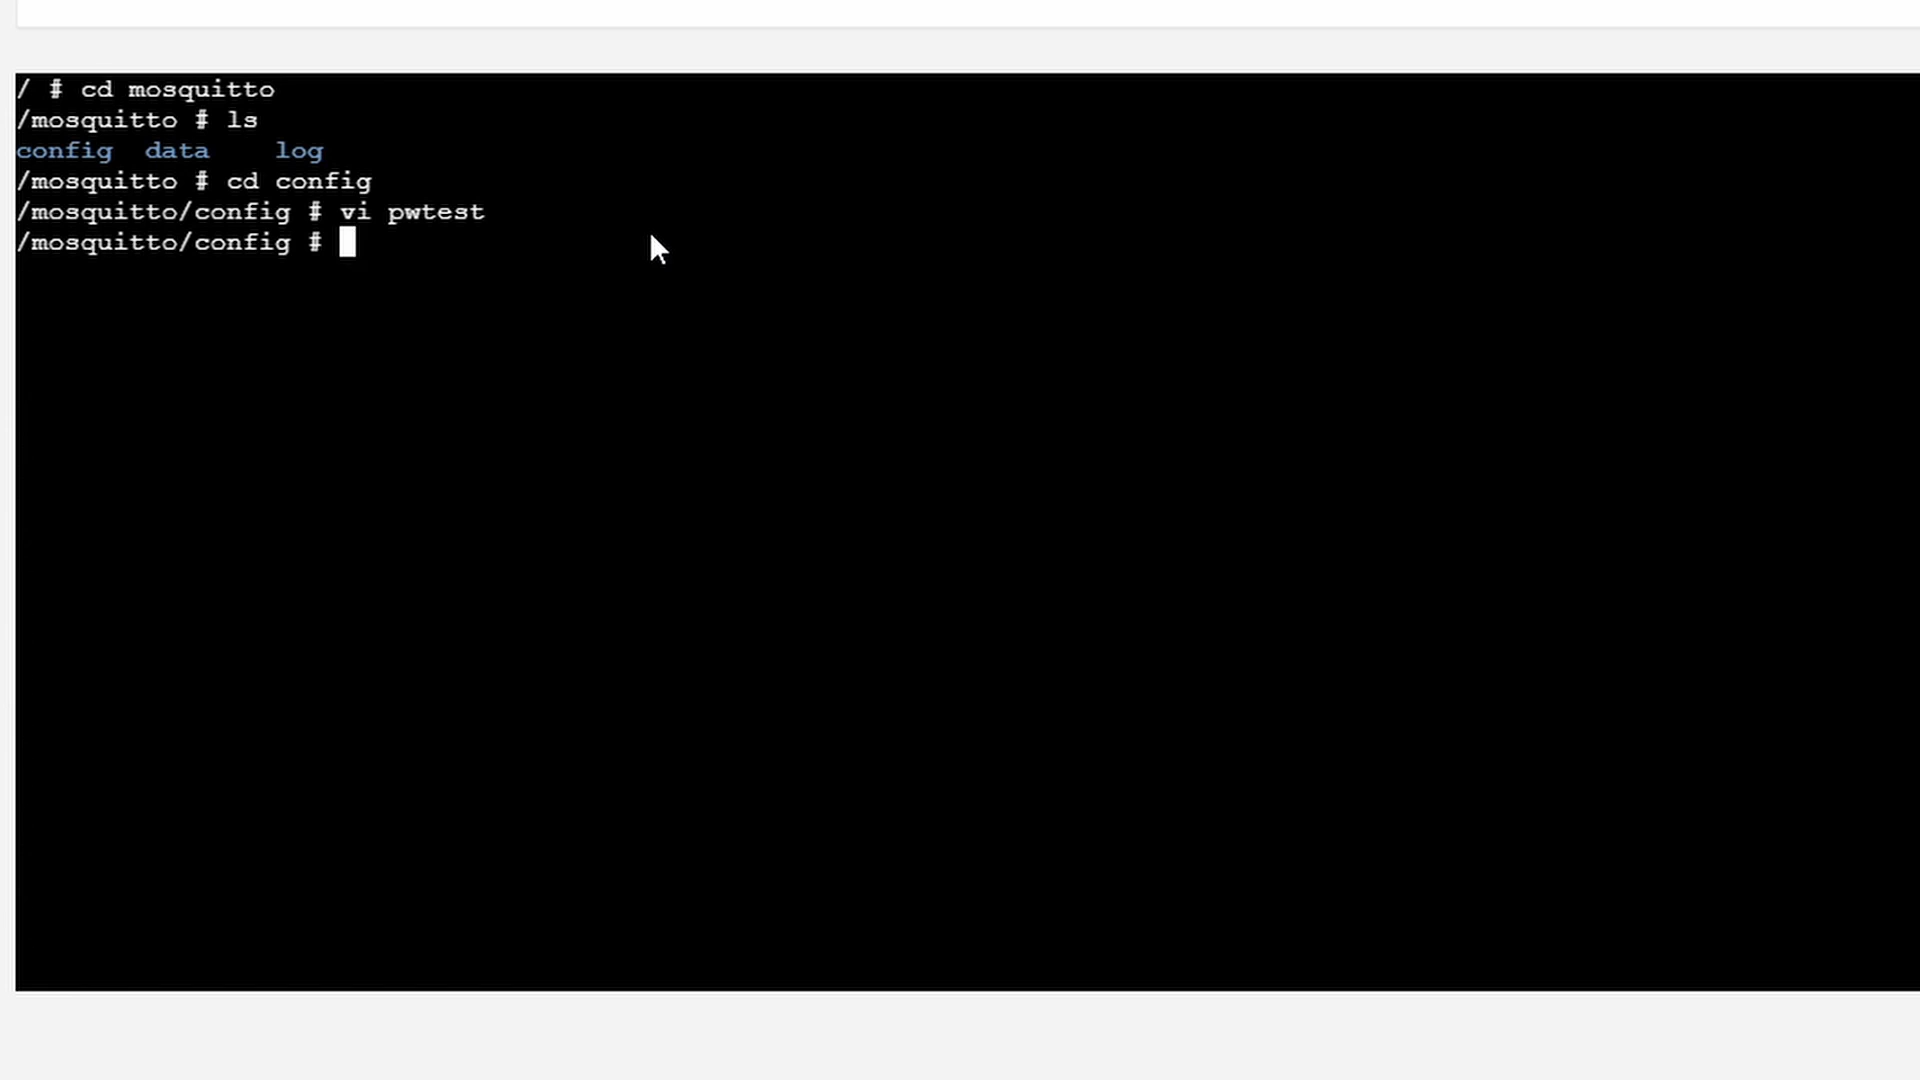 / # cd mosquitto
/mosquitto # ls
config  data    log
/mosquitto # cd config
/mosquitto/config # vi pwtest
/mosquitto/config #